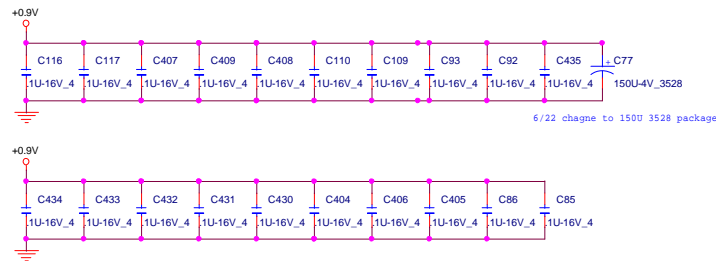 +0.9V
C116 C117 C407 C409 C408 C110 C109 C93 C92 C435 C77
.1U-16V_4 .1U-16V_4 .1U-16V_4 .1U-16V_4 .1U-16V_4 .1U-16V_4 .1U-16V_4 .1U-16V_4 .1U-16V_4 .1U-16V_4 150U-4V_3528
+
6/22 chagne to 150U 3528 package
+0.9V
C434 C433 C432 C431 C430 C404 C406 C405 C86 C85
.1U-16V_4 .1U-16V_4 .1U-16V_4 .1U-16V_4 .1U-16V_4 .1U-16V_4 .1U-16V_4 .1U-16V_4 .1U-16V_4 .1U-16V_4